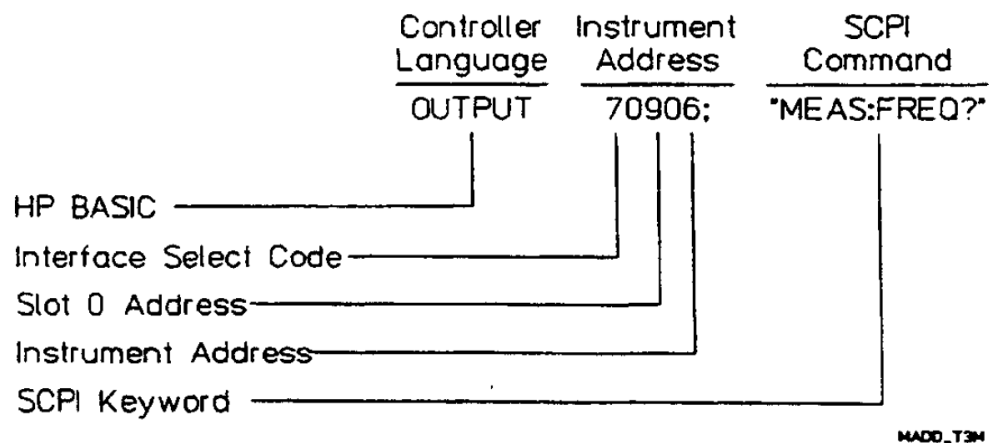 Controller Instrument SCPI
Language Address Command
OUTPUT 70906; "MEAS:FREQ?"
HP BASIC
Interface Select Code
Slot 0 Address
Instrument Address
SCPI Keyword
MADD_T3M